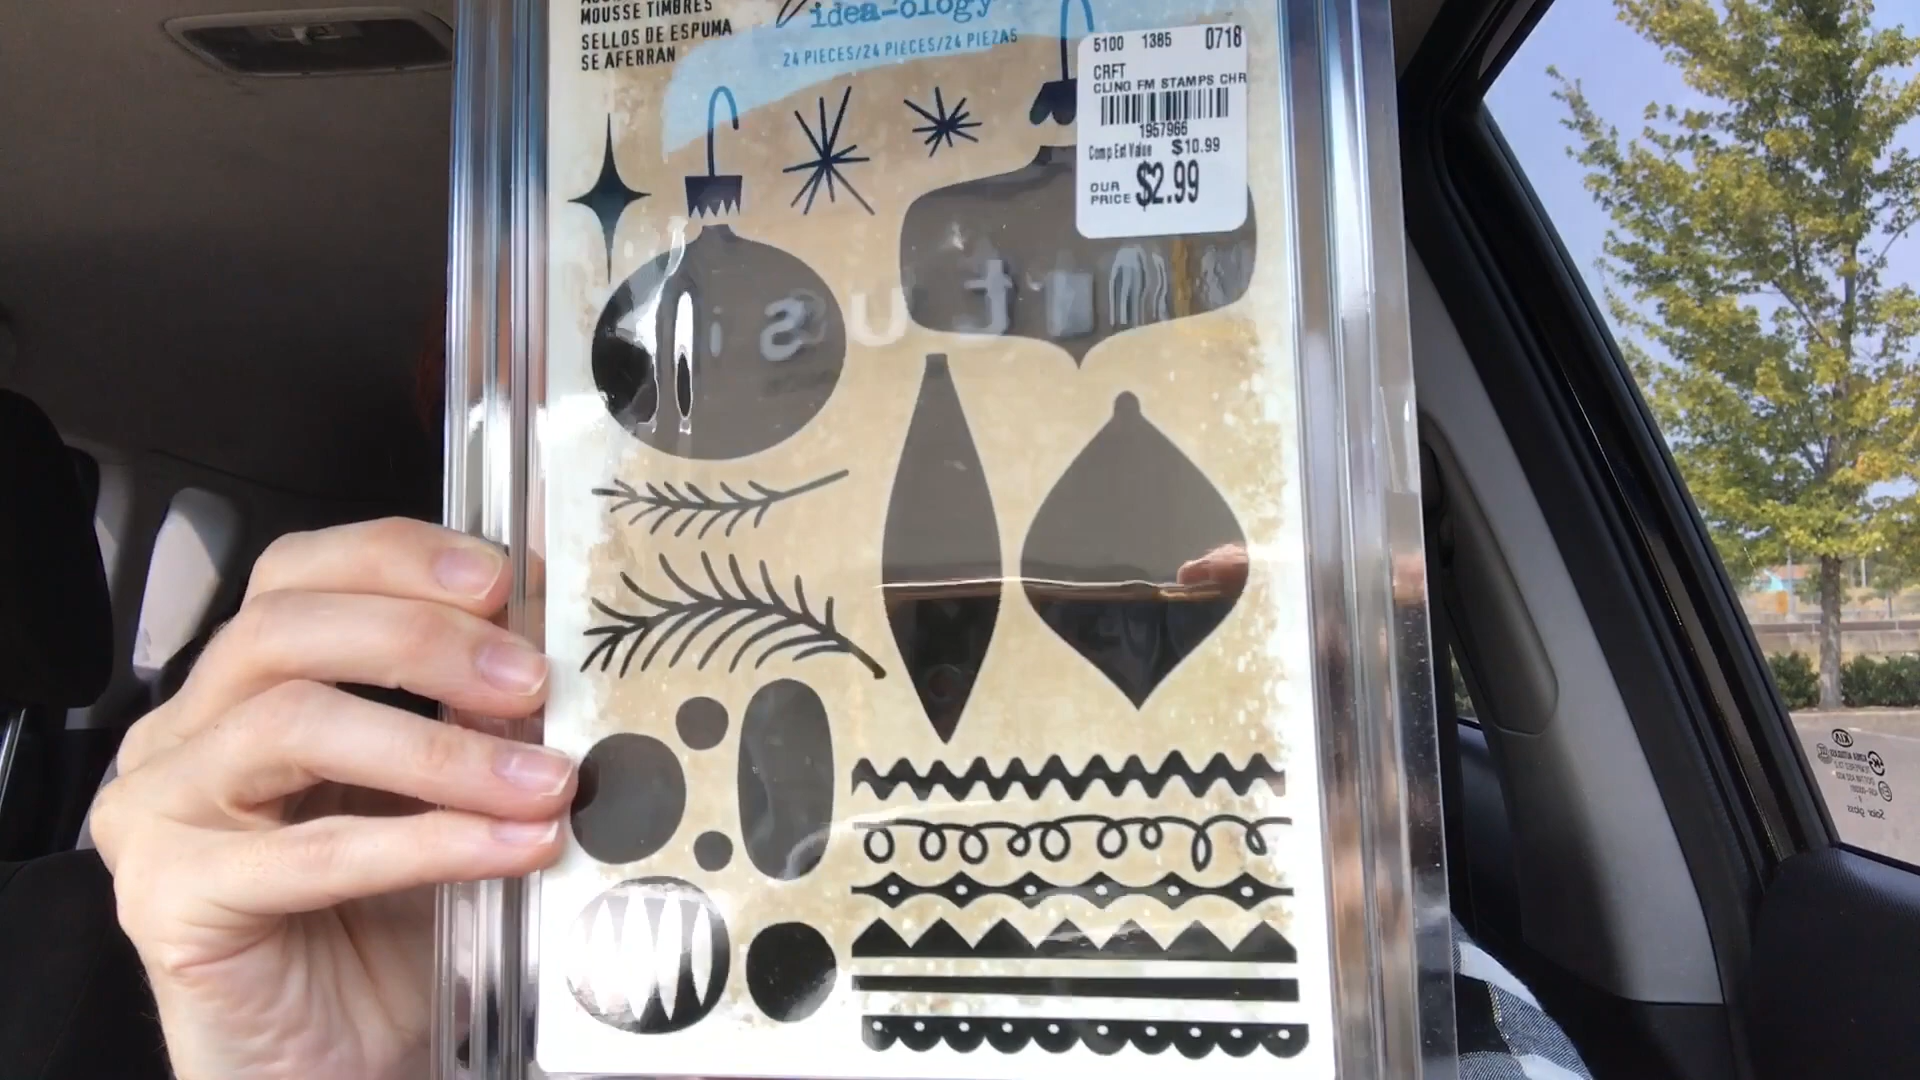 MOUSSE TIMBRES
SELLOS DE ESPUMA
SE AFERRAN
idea-ology
24 PIECES/24 PIÈCES/24 PIEZAS
5100 1385 0718
CRFT
CLING FM STAMPS CHR
1957966
Comp Est Value $10.99
OUR PRICE $2.99
KIA